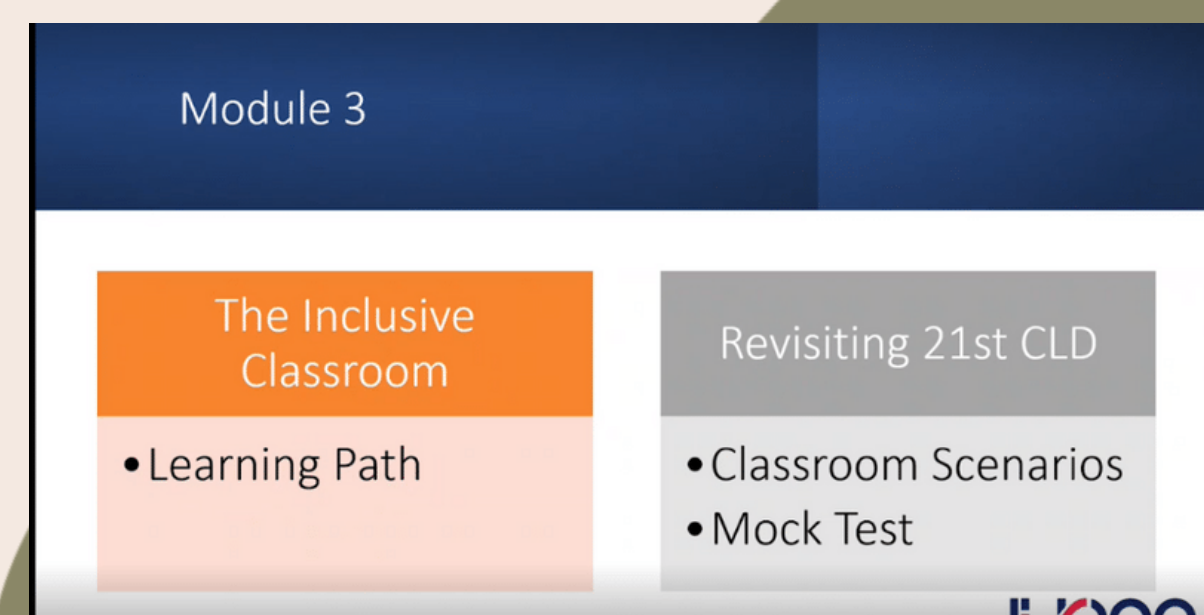 Module 3
The Inclusive
Classroom
•Learning Path
Revisiting 21st CLD
•Classroom Scenarios
•Mock Test